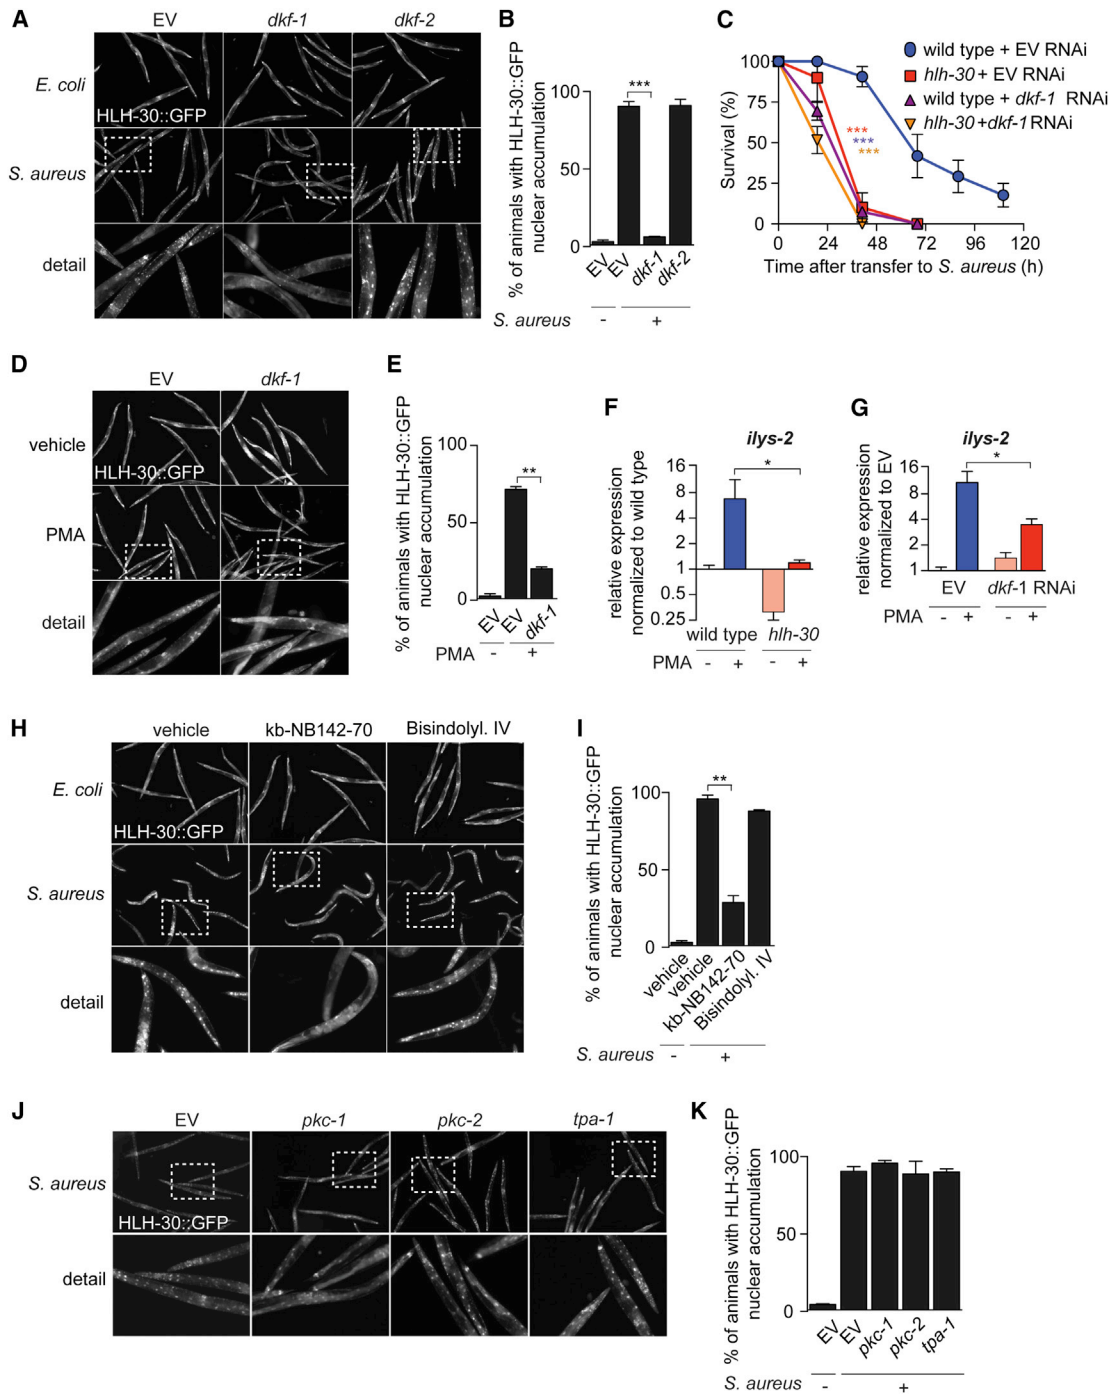 A
EV dkf-1 dkf-2
E. coli
HLH-30::GFP
S. aureus
detail
B
% of animals with HLH-30::GFP
nuclear accumulation
100
50
0
***
EV EV dkf-1 dkf-2
S. aureus - +
C
wild type + EV RNAi
hlh-30 + EV RNAi
wild type + dkf-1 RNAi
hlh-30 +dkf-1 RNAi
Survival (%)
100
75
50
25
0
***
***
***
0 24 48 72 96 120
Time after transfer to S. aureus (h)
D
EV dkf-1
vehicle
HLH-30::GFP
PMA
detail
E
% of animals with HLH-30::GFP
nuclear accumulation
100
50
0
**
EV EV dkf-1
PMA - +
F
ilys-2
relative expression
normalized to wild type
16
8
4
2
1
0.5
0.25
*
wild type hlh-30
PMA - + - +
G
ilys-2
relative expression
normalized to EV
16
8
4
2
1
*
EV dkf-1 RNAi
PMA - + - +
H
vehicle kb-NB142-70 Bisindolyl. IV
E. coli
HLH-30::GFP
S. aureus
detail
I
% of animals with HLH-30::GFP
nuclear accumulation
100
50
0
**
vehicle vehicle kb-NB142-70 Bisindolyl. IV
S. aureus - +
J
EV pkc-1 pkc-2 tpa-1
S. aureus
HLH-30::GFP
detail
K
% of animals with HLH-30::GFP
nuclear accumulation
100
50
0
EV EV pkc-1 pkc-2 tpa-1
S. aureus - +